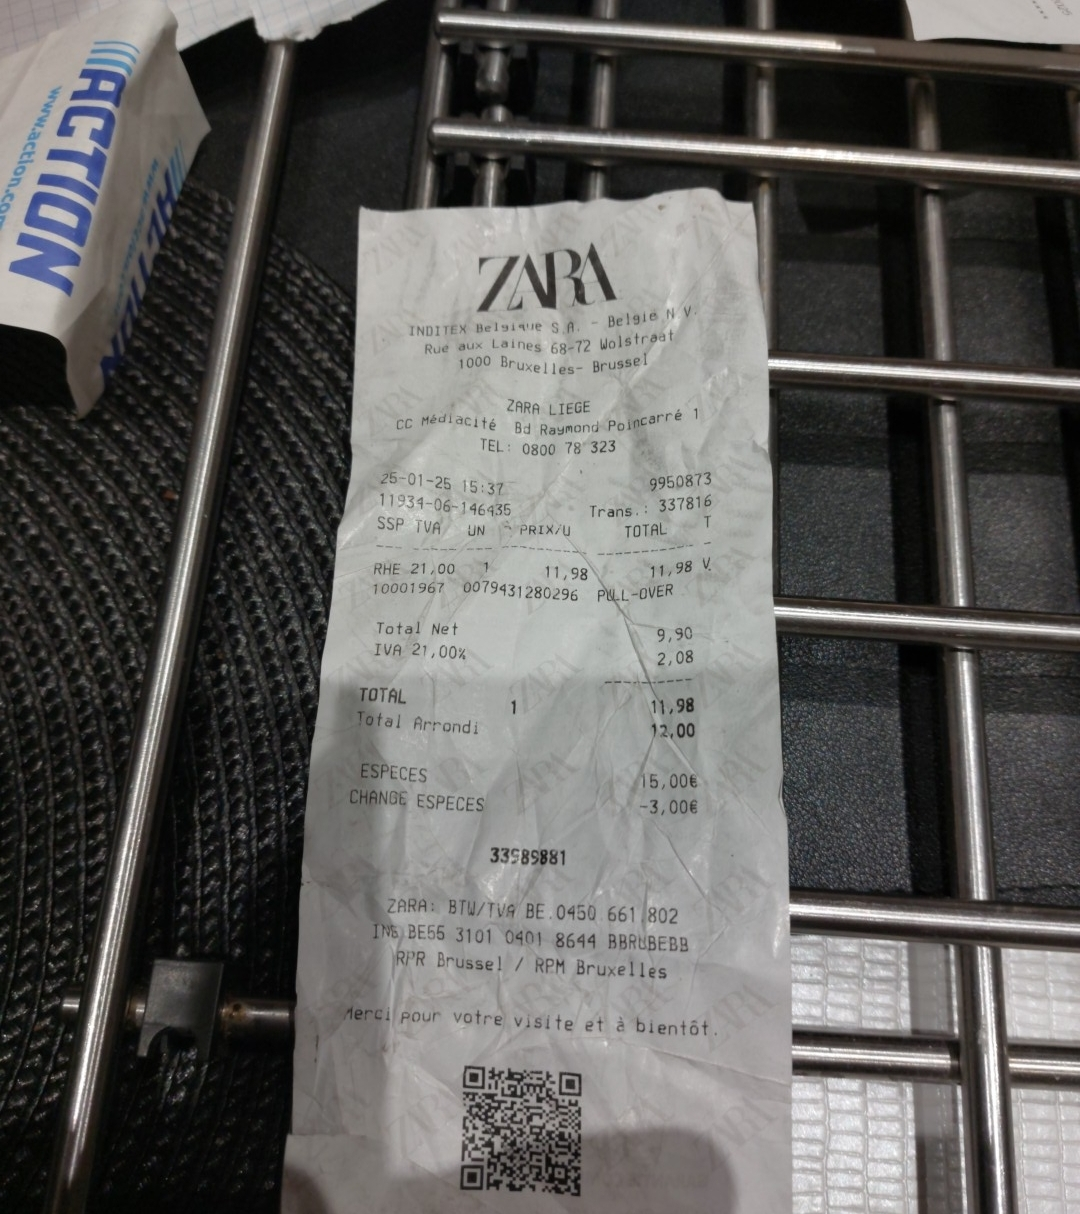 ACTION
www.action.com
ACTION
ZARA
INDITEX Belgique S.A. - Belgie N.V.
Rue aux Laines 68-72 Wolstraat
1000 Bruxelles- Brussel
ZARA LIEGE
CC Médiacité Bd Raymond Poincarré 1
TEL: 0800 78 323
25-01-25 15:37 9950873
11934-06-146435 Trans.: 337816
SSP TVA UN PRIX/U TOTAL T
RHE 21,00 1 11,98 11,98 V.
10001967 0079431280296 PULL-OVER
Total Net 9,90
IVA 21,00% 2,08
TOTAL 1 11,98
Total Arrondi 12,00
ESPECES 15,00€
CHANGE ESPECES -3,00€
33989881
ZARA: BTW/TVA BE.0450 661 802
ING BE55 3101 0401 8644 BBRUBEBB
RPR Brussel / RPM Bruxelles
Merci pour votre visite et à bientôt.